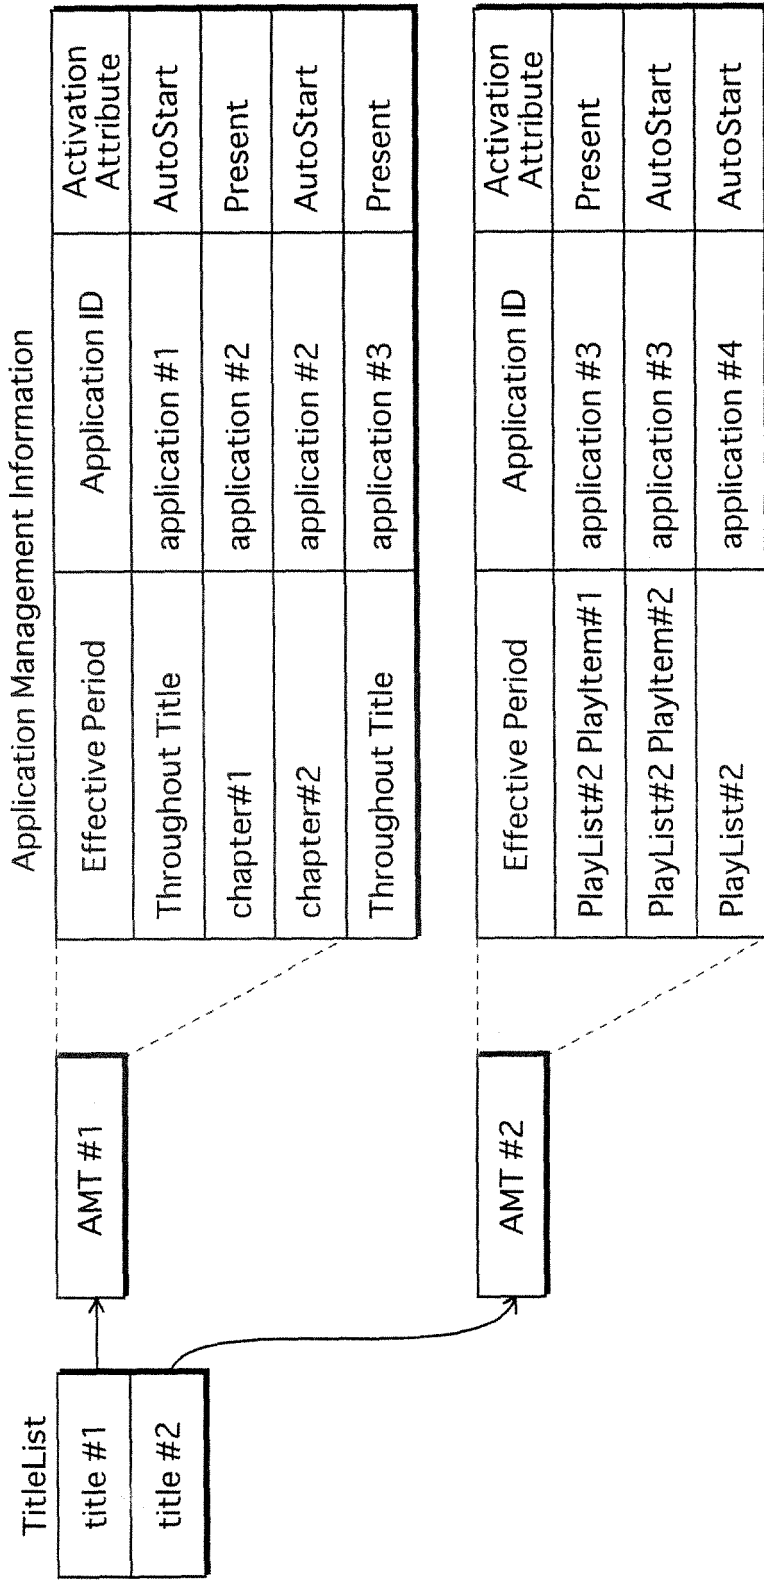 TitleList
title #1
title #2
AMT #1
AMT #2
Application Management Information
Effective Period Application ID Activation Attribute
Throughout Title application #1 AutoStart
chapter#1 application #2 Present
chapter#2 application #2 AutoStart
Throughout Title application #3 Present
Effective Period Application ID Activation Attribute
PlayList#2 PlayItem#1 application #3 Present
PlayList#2 PlayItem#2 application #3 AutoStart
PlayList#2 application #4 AutoStart